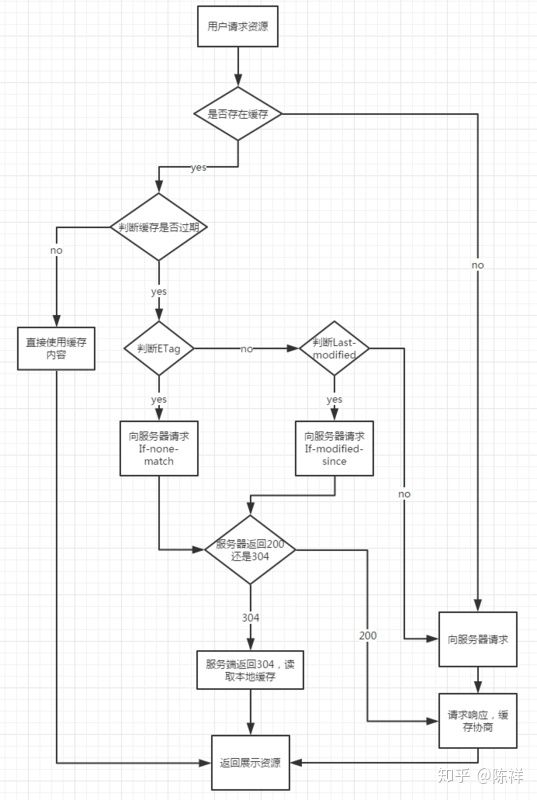 用户请求资源
是否存在缓存
yes
no
判断缓存是否过期
no
yes
直接使用缓存
内容
判断ETag
no
判断Last-
modified
yes
yes
no
向服务器请求
If-none-
match
向服务器请求
If-modified-
since
服务器返回200
还是304
304
200
向服务器请求
服务端返回304，读
取本地缓存
请求响应，缓
存协商
返回展示资源
知乎 @陈祥